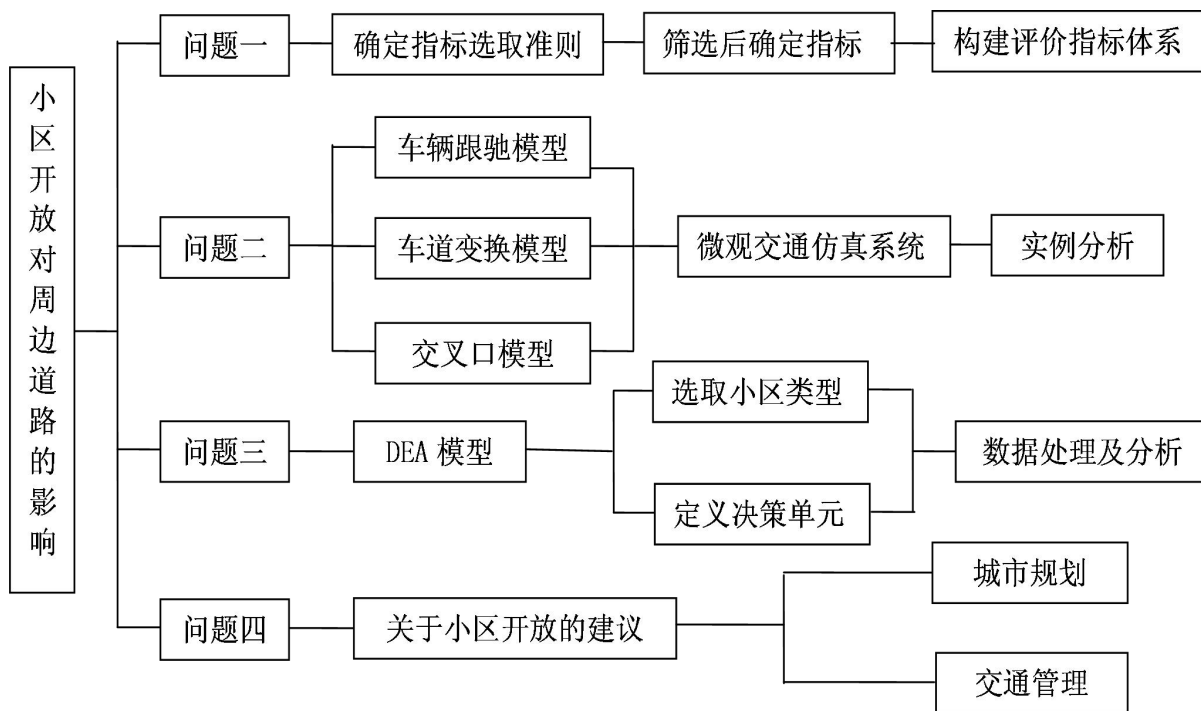 小区开放对周边道路的影响
问题一
确定指标选取准则
筛选后确定指标
构建评价指标体系
问题二
车辆跟驰模型
车道变换模型
交叉口模型
微观交通仿真系统
实例分析
问题三
DEA 模型
选取小区类型
定义决策单元
数据处理及分析
问题四
关于小区开放的建议
城市规划
交通管理